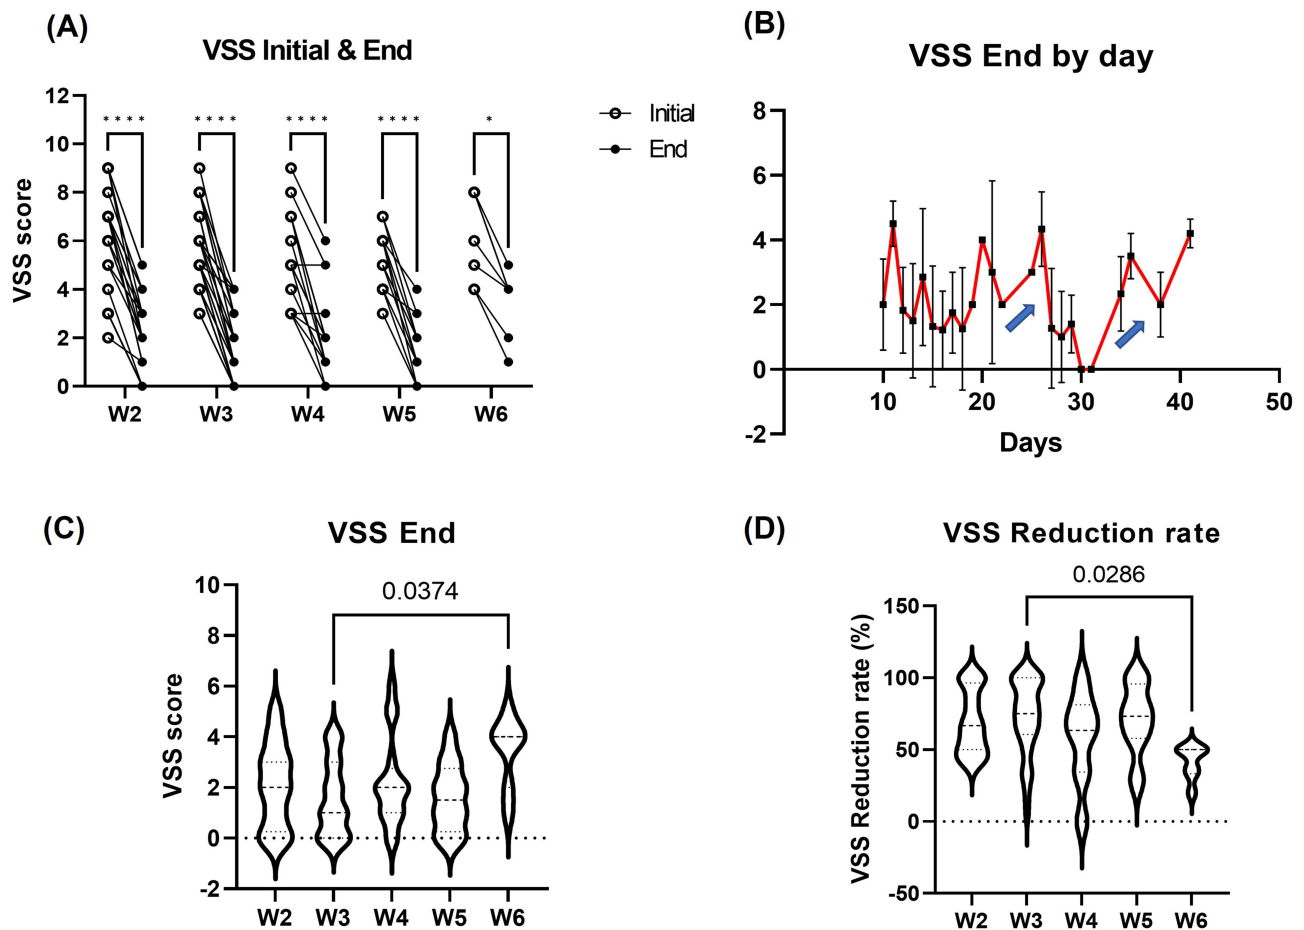 (A)
VSS Initial & End
VSS score
12
10
8
6
4
2
0
* * * *
* * * *
* * * *
* * * *
*
W2
W3
W4
W5
W6
Initial
End
(B)
VSS End by day
8
6
4
2
0
-2
10
20
30
40
50
Days
(C)
VSS End
VSS score
10
8
6
4
2
0
-2
0.0374
W2
W3
W4
W5
W6
(D)
VSS Reduction rate
VSS Reduction rate (%)
150
100
50
0
-50
0.0286
W2
W3
W4
W5
W6